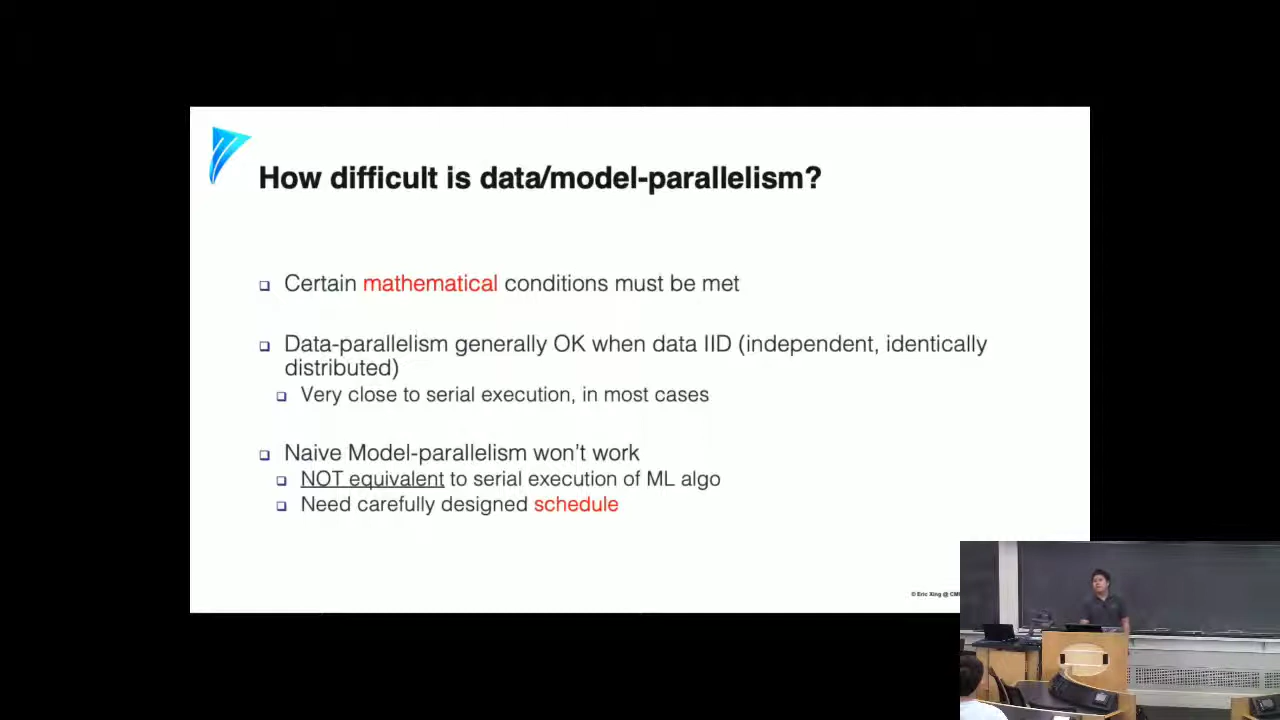 How difficult is data/model-parallelism?
Certain mathematical conditions must be met
Data-parallelism generally OK when data IID (independent, identically
distributed)
Very close to serial execution, in most cases
Naive Model-parallelism won't work
NOT equivalent to serial execution of ML algo
Need carefully designed schedule
© Eric Xing @ CM